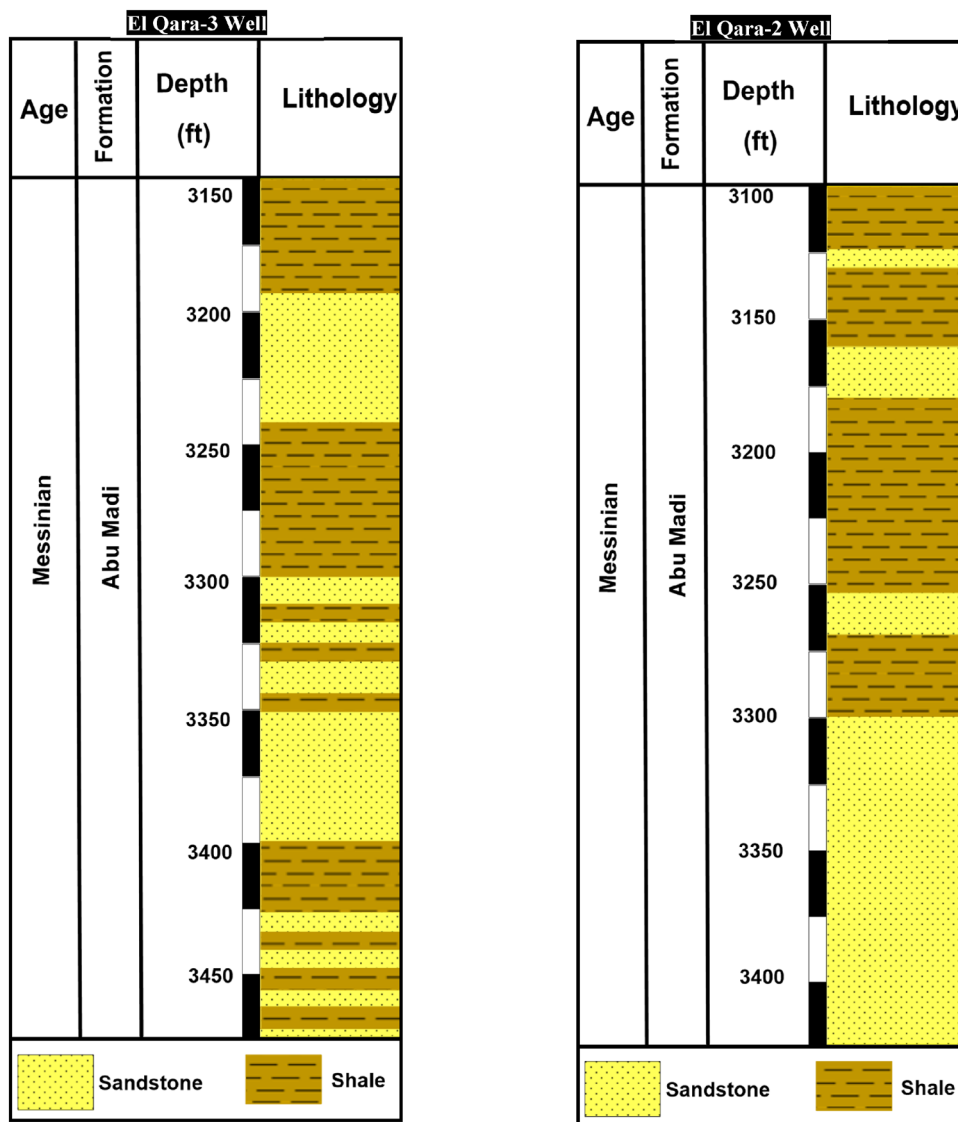 El Qara-3 Well
Age
Formation
Depth
(ft)
Lithology
3150
3200
3250
3300
3350
3400
3450
Messinian
Abu Madi
Sandstone
Shale
El Qara-2 Well
Age
Formation
Depth
(ft)
Lithology
3100
3150
3200
3250
3300
3350
3400
Messinian
Abu Madi
Sandstone
Shale